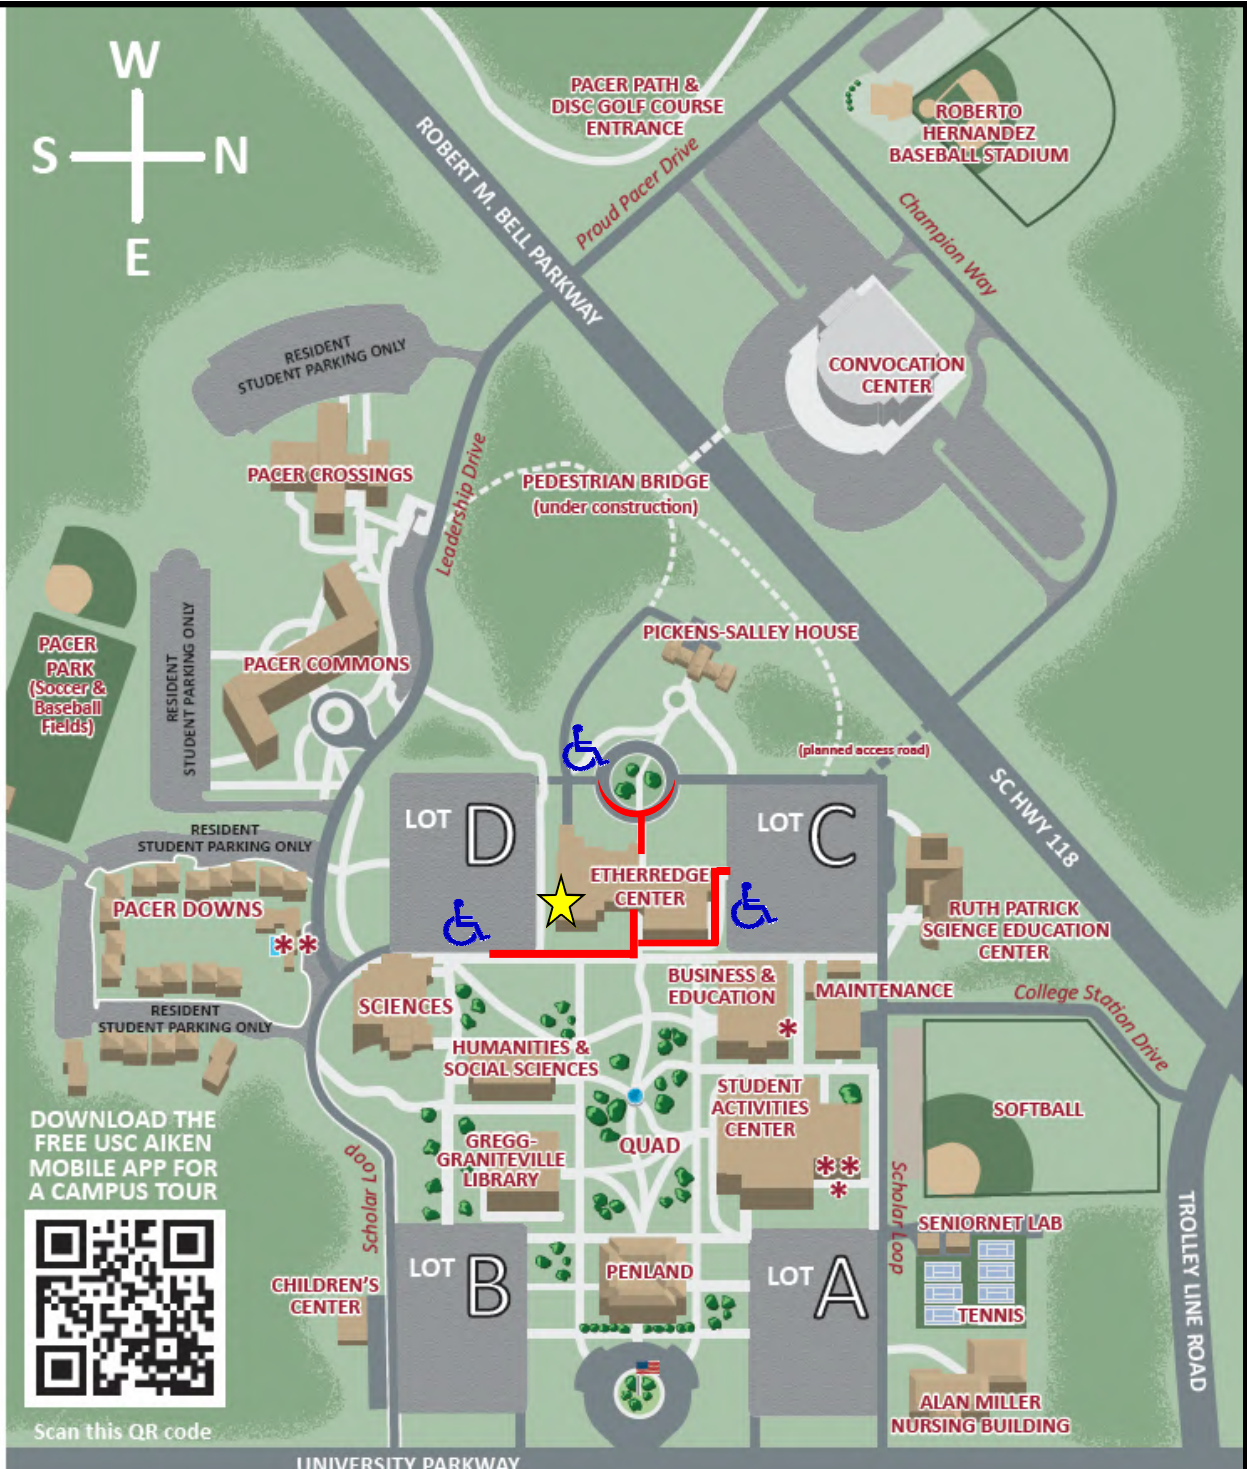 W
S
N
E
PACER PATH &
DISC GOLF COURSE
ENTRANCE
ROBERTO
HERNANDEZ
BASEBALL STADIUM
ROBERT M. BELL PARKWAY
Proud Pacer Drive
Champion Way
RESIDENT
STUDENT PARKING ONLY
CONVOCATION
CENTER
PACER CROSSINGS
Leadership Drive
PEDESTRIAN BRIDGE
(under construction)
PACER
PARK
(Soccer &
Baseball
Fields)
RESIDENT
STUDENT PARKING ONLY
PACER COMMONS
PICKENS-SALLEY HOUSE
(planned access road)
SC HWY 118
LOT D
LOT C
RESIDENT
STUDENT PARKING ONLY
ETHERREDGE
CENTER
PACER DOWNS
**
RUTH PATRICK
SCIENCE EDUCATION
CENTER
SCIENCES
BUSINESS &
EDUCATION
*
MAINTENANCE
College Station Drive
RESIDENT
STUDENT PARKING ONLY
HUMANITIES &
SOCIAL SCIENCES
STUDENT
ACTIVITIES
CENTER
**
*
SOFTBALL
DOWNLOAD THE
FREE USC AIKEN
MOBILE APP FOR
A CAMPUS TOUR
GREGG-
GRANITEVILLE
LIBRARY
QUAD
Scholar Loop
Scholar Loop
SENIORNET LAB
TROLLEY LINE ROAD
LOT B
PENLAND
LOT A
CHILDREN'S
CENTER
TENNIS
ALAN MILLER
NURSING BUILDING
Scan this QR code
UNIVERSITY PARKWAY